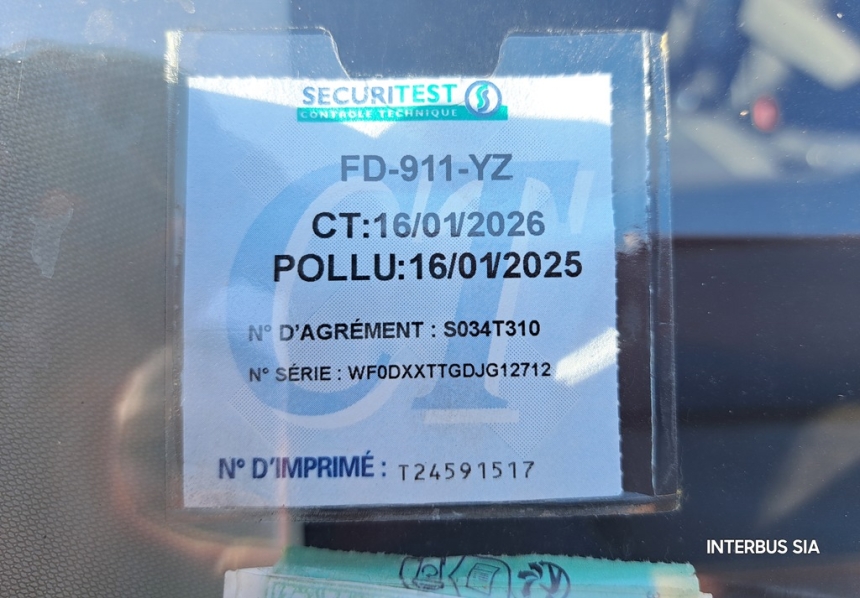 SECURITEST
CONTRÔLE TECHNIQUE
FD-911-YZ
CT:16/01/2026
POLLU:16/01/2025
N° D'AGRÉMENT : S034T310
N° SÉRIE : WF0DXXTTGDJG12712
N° D'IMPRIMÉ : T24591517
INTERBUS SIA